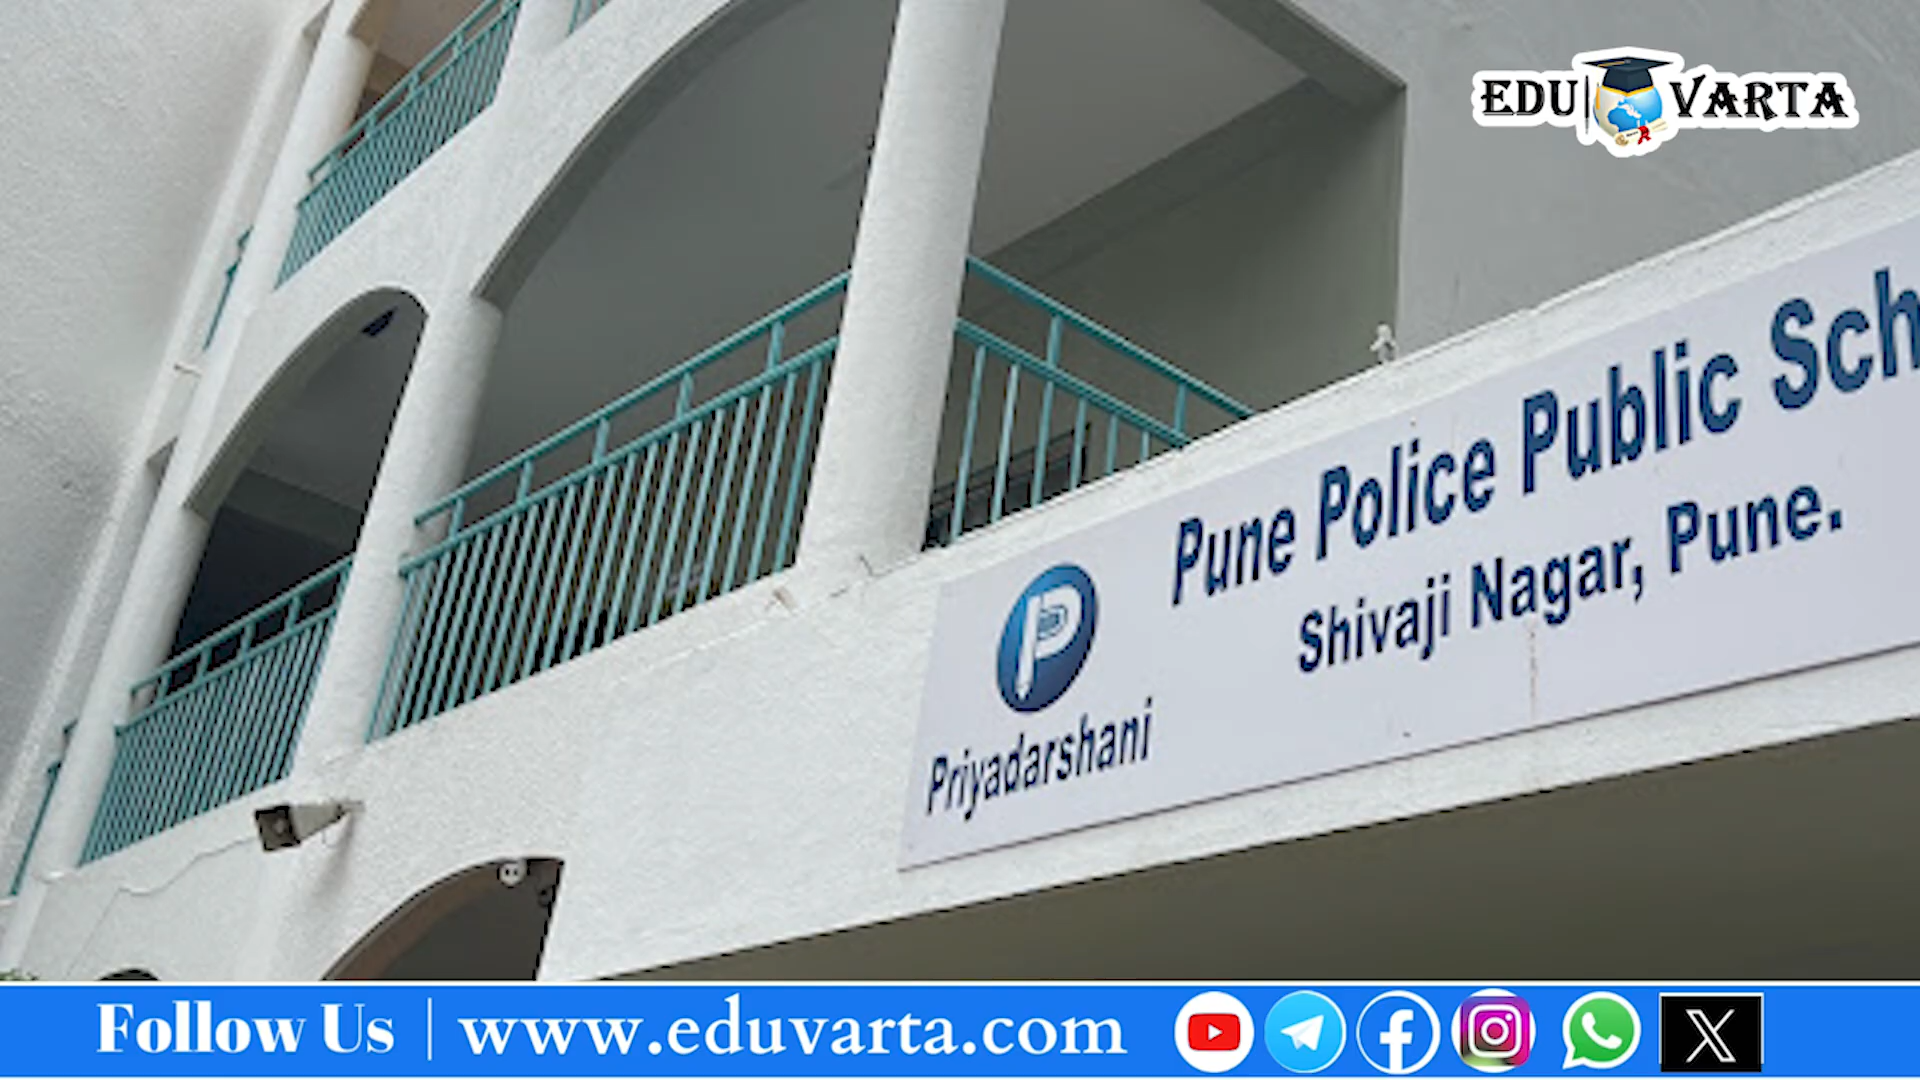 EDU VARTA
Pune Police Public Sch
Shivaji Nagar, Pune.
Priyadarshani
Follow Us | www.eduvarta.com